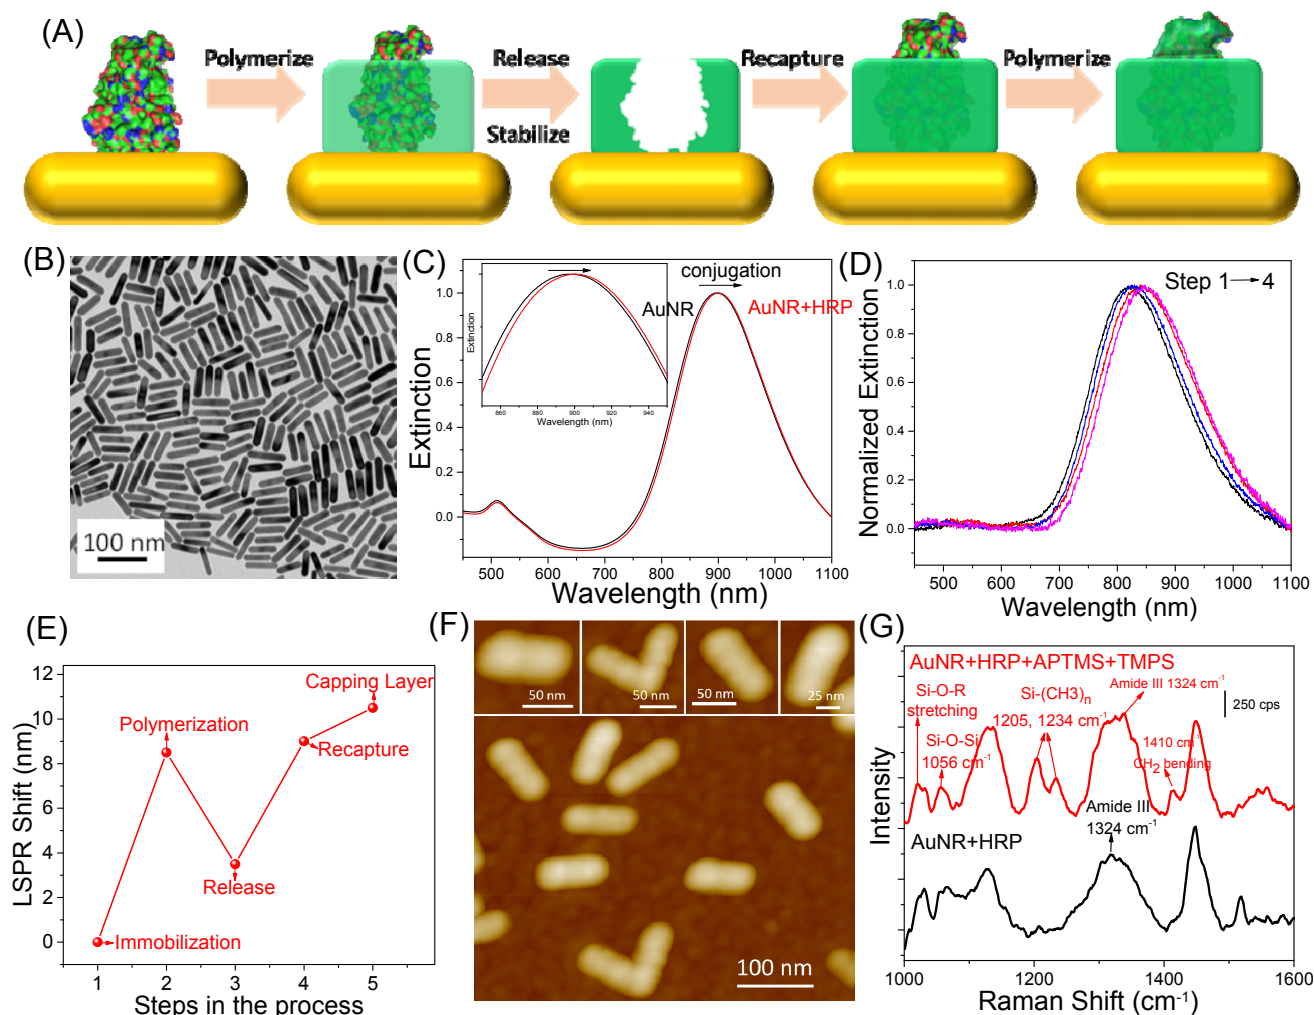 (A)
Polymerize
Release
Stabilize
Recapture
Polymerize
(B)
100 nm
(C)
conjugation
AuNR
AuNR+HRP
Extinction
1.0
0.8
0.6
0.4
0.2
0.0
450 500 600 700 800 900 1000 1100
Wavelength (nm)
Extinction
860 880 900 920 940
Wavelength (nm)
(D)
Step 1→4
Normalized Extinction
1.0
0.8
0.6
0.4
0.2
0.0
500 600 700 800 900 1000 1100
Wavelength (nm)
(E)
LSPR Shift (nm)
12
10
8
6
4
2
0
Capping Layer
Polymerization
Recapture
Release
Immobilization
1 2 3 4 5
Steps in the process
(F)
50 nm
50 nm
50 nm
25 nm
100 nm
(G)
AuNR+HRP+APTMS+TMPS
Si-O-R
stretching
Si-O-Si
1056 cm⁻¹
Si-(CH3)n
1205, 1234 cm⁻¹
Amide III 1324 cm⁻¹
250 cps
1410 cm⁻¹
CH₂ bending
Amide III
1324 cm⁻¹
AuNR+HRP
Intensity
1000 1200 1400 1600
Raman Shift (cm⁻¹)